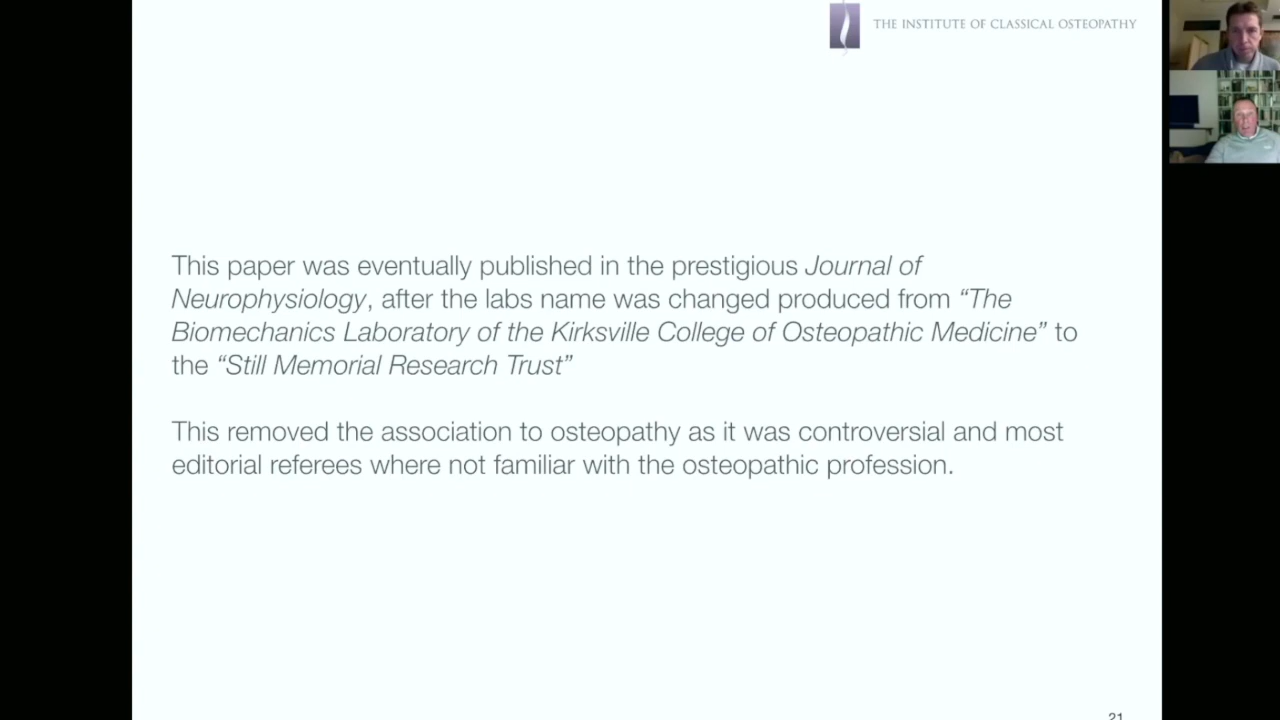 THE INSTITUTE OF CLASSICAL OSTEOPATHY
This paper was eventually published in the prestigious Journal of
Neurophysiology, after the labs name was changed produced from “The
Biomechanics Laboratory of the Kirksville College of Osteopathic Medicine” to
the “Still Memorial Research Trust”
This removed the association to osteopathy as it was controversial and most
editorial referees where not familiar with the osteopathic profession.
21